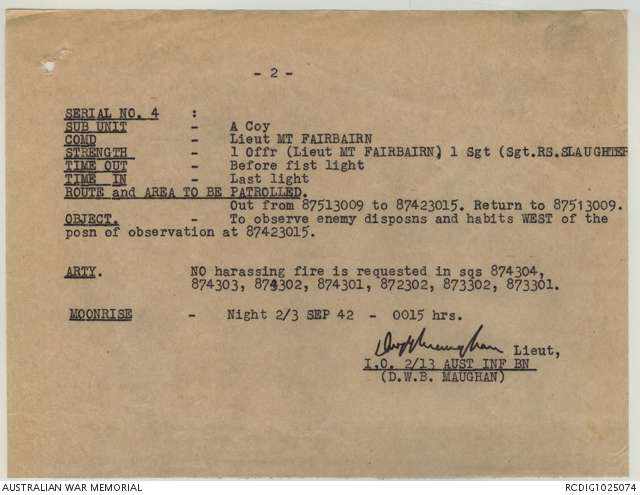 - 2 -
SERIAL NO. 4 :
SUB UNIT - A Coy
COMD - Lieut MT FAIRBAIRN
STRENGTH - 1 Offr (Lieut MT FAIRBAIRN) 1 Sgt (Sgt.RS.SLAUGHTER
TIME OUT - Before fist light
TIME IN - Last light
ROUTE and AREA TO BE PATROLLED.
Out from 87513009 to 87423015. Return to 87513009.
OBJECT. - To observe enemy disposns and habits WEST of the
posn of observation at 87423015.
ARTY. NO harassing fire is requested in sqs 874304,
874303, 874302, 874301, 872302, 873302, 873301.
MOONRISE - Night 2/3 SEP 42 - 0015 hrs.
DWBMaughan Lieut,
I.O. 2/13 AUST INF BN
(D.W.B. MAUGHAN)
AUSTRALIAN WAR MEMORIAL RCDIG1025074